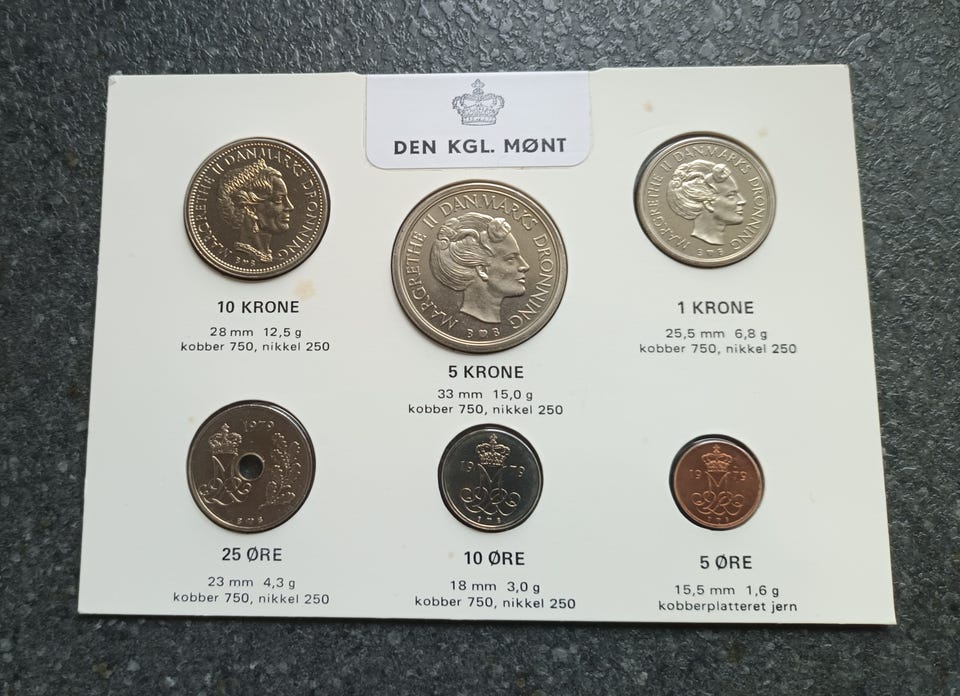 DEN KGL. MØNT
MARGRETHE II DANMARKS DRONNING
B ♥ B
10 KRONE
28 mm 12,5 g
kobber 750, nikkel 250
MARGRETHE II DANMARKS DRONNING
B ♥ B
5 KRONE
33 mm 15,0 g
kobber 750, nikkel 250
MARGRETHE II DANMARKS DRONNING
B ♥ B
1 KRONE
25,5 mm 6,8 g
kobber 750, nikkel 250
1979
B ♥ B
25 ØRE
23 mm 4,3 g
kobber 750, nikkel 250
1979
B ♥ B
10 ØRE
18 mm 3,0 g
kobber 750, nikkel 250
1979
B ♥ B
5 ØRE
15,5 mm 1,6 g
kobberplatteret jern